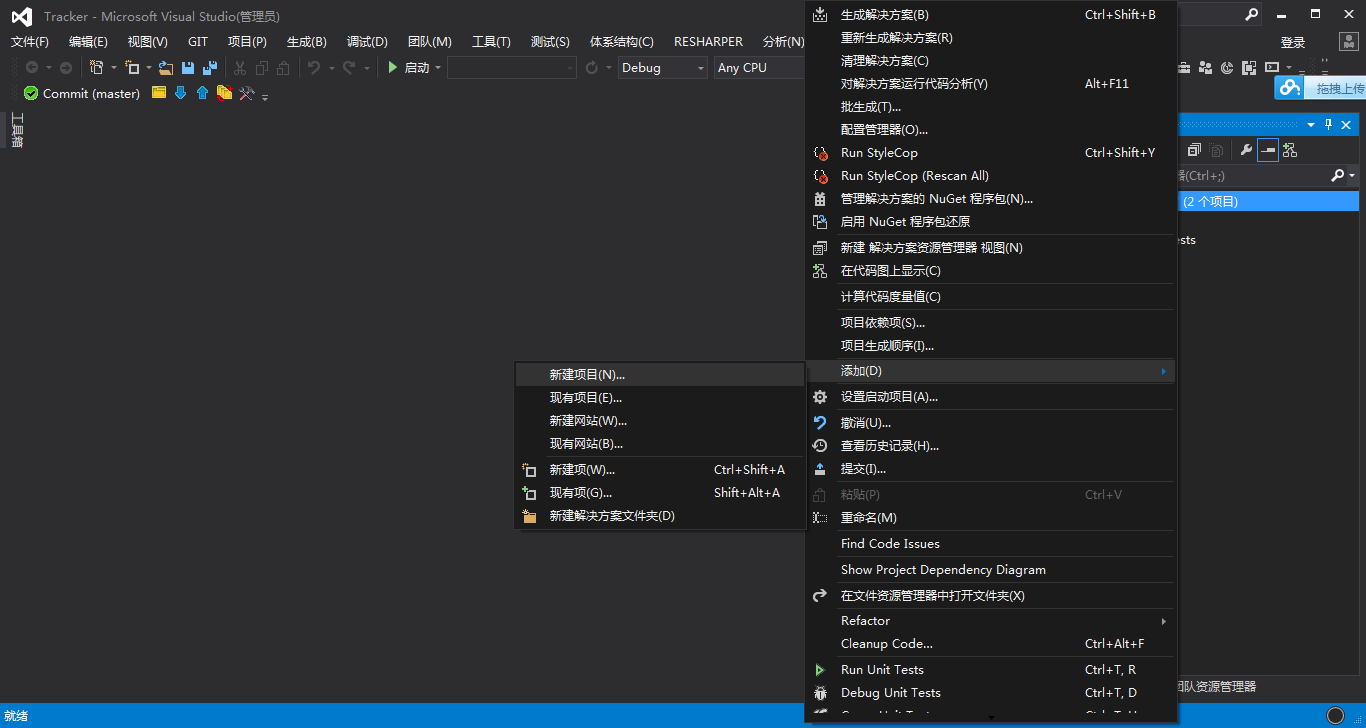 Tracker - Microsoft Visual Studio(管理员)
文件(F) 编辑(E) 视图(V) GIT 项目(P) 生成(B) 调试(D) 团队(M) 工具(T) 测试(S) 体系结构(C) RESHARPER 分析(N)
登录
启动 Debug Any CPU
Commit (master)
拖拽上传
工具箱
器(Ctrl+;)
(2 个项目)
ests
生成解决方案(B) Ctrl+Shift+B
重新生成解决方案(R)
清理解决方案(C)
对解决方案运行代码分析(Y) Alt+F11
批生成(T)...
配置管理器(O)...
Run StyleCop Ctrl+Shift+Y
Run StyleCop (Rescan All)
管理解决方案的 NuGet 程序包(N)...
启用 NuGet 程序包还原
新建 解决方案资源管理器 视图(N)
在代码图上显示(C)
计算代码度量值(C)
项目依赖项(S)...
项目生成顺序(I)...
添加(D)
设置启动项目(A)...
撤消(U)...
查看历史记录(H)...
提交(I)...
粘贴(P) Ctrl+V
重命名(M)
Find Code Issues
Show Project Dependency Diagram
在文件资源管理器中打开文件夹(X)
Refactor
Cleanup Code... Ctrl+Alt+F
Run Unit Tests Ctrl+T, R
Debug Unit Tests Ctrl+T, D
新建项目(N)...
现有项目(E)...
新建网站(W)...
现有网站(B)...
新建项(W)... Ctrl+Shift+A
现有项(G)... Shift+Alt+A
新建解决方案文件夹(D)
团队资源管理器
就绪